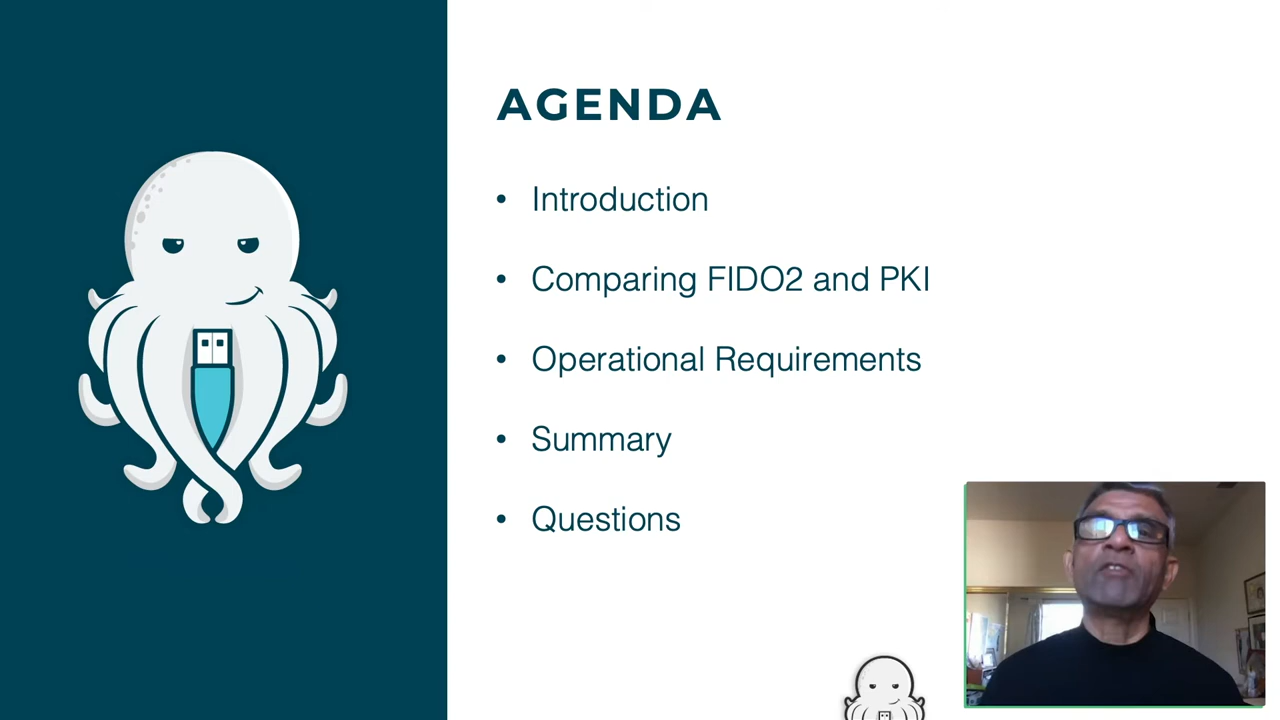 AGENDA
• Introduction
• Comparing FIDO2 and PKI
• Operational Requirements
• Summary
• Questions